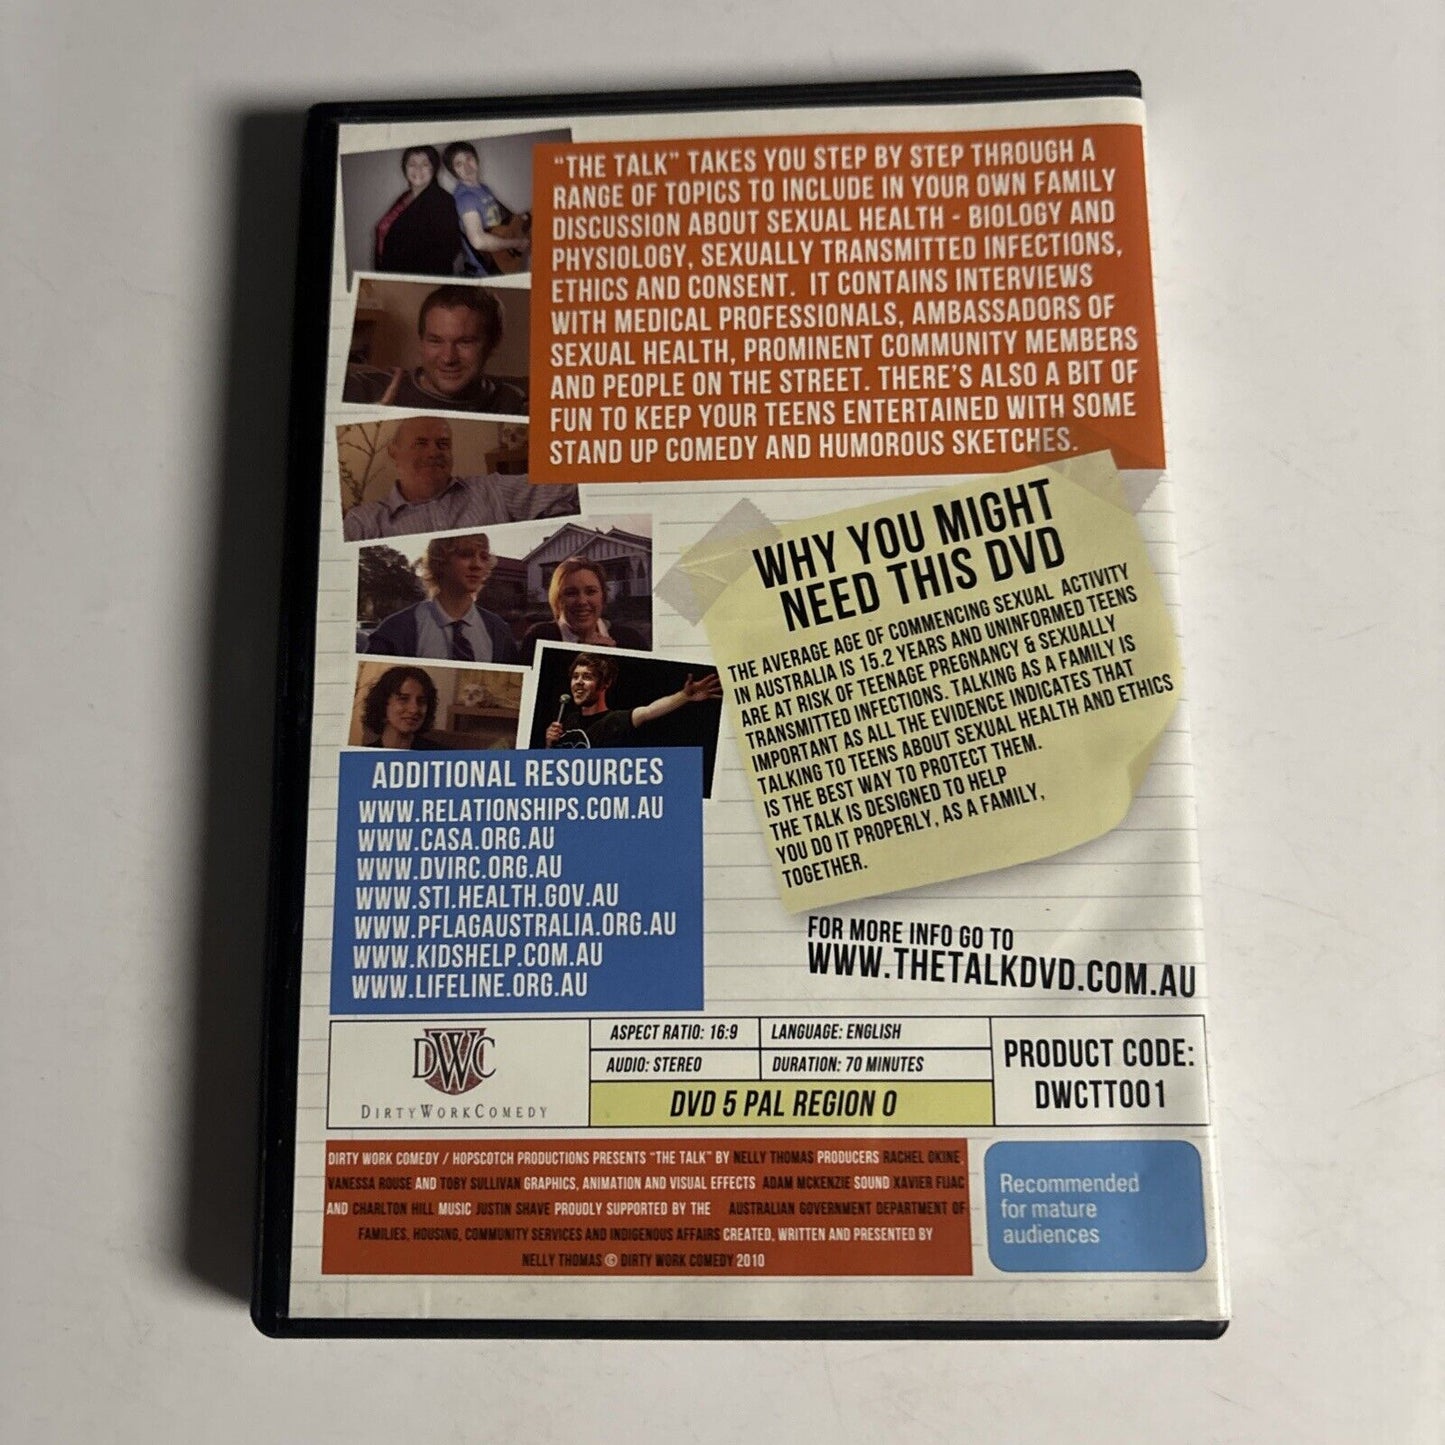 “THE TALK” TAKES YOU STEP BY STEP THROUGH A
RANGE OF TOPICS TO INCLUDE IN YOUR OWN FAMILY
DISCUSSION ABOUT SEXUAL HEALTH - BIOLOGY AND
PHYSIOLOGY, SEXUALLY TRANSMITTED INFECTIONS,
ETHICS AND CONSENT. IT CONTAINS INTERVIEWS
WITH MEDICAL PROFESSIONALS, AMBASSADORS OF
SEXUAL HEALTH, PROMINENT COMMUNITY MEMBERS
AND PEOPLE ON THE STREET. THERE’S ALSO A BIT OF
FUN TO KEEP YOUR TEENS ENTERTAINED WITH SOME
STAND UP COMEDY AND HUMOROUS SKETCHES.
WHY YOU MIGHT
NEED THIS DVD
THE AVERAGE AGE OF COMMENCING SEXUAL ACTIVITY
IN AUSTRALIA IS 15.2 YEARS AND UNINFORMED TEENS
ARE AT RISK OF TEENAGE PREGNANCY & SEXUALLY
TRANSMITTED INFECTIONS. TALKING AS A FAMILY IS
IMPORTANT AS ALL THE EVIDENCE INDICATES THAT
TALKING TO TEENS ABOUT SEXUAL HEALTH AND ETHICS
IS THE BEST WAY TO PROTECT THEM.
THE TALK IS DESIGNED TO HELP
YOU DO IT PROPERLY, AS A FAMILY,
TOGETHER.
ADDITIONAL RESOURCES
WWW.RELATIONSHIPS.COM.AU
WWW.CASA.ORG.AU
WWW.DVIRC.ORG.AU
WWW.STI.HEALTH.GOV.AU
WWW.PFLAGAUSTRALIA.ORG.AU
WWW.KIDSHELP.COM.AU
WWW.LIFELINE.ORG.AU
FOR MORE INFO GO TO
WWW.THETALKDVD.COM.AU
DWC
DIRTYWORKCOMEDY
ASPECT RATIO: 16:9
LANGUAGE: ENGLISH
AUDIO: STEREO
DURATION: 70 MINUTES
DVD 5 PAL REGION 0
PRODUCT CODE:
DWCTT001
DIRTY WORK COMEDY / HOPSCOTCH PRODUCTIONS PRESENTS “THE TALK” BY NELLY THOMAS PRODUCERS RACHEL OKINE,
VANESSA ROUSE AND TOBY SULLIVAN GRAPHICS, ANIMATION AND VISUAL EFFECTS ADAM MCKENZIE SOUND XAVIER FIJAC
AND CHARLTON HILL MUSIC JUSTIN SHAVE PROUDLY SUPPORTED BY THE AUSTRALIAN GOVERNMENT DEPARTMENT OF
FAMILIES, HOUSING, COMMUNITY SERVICES AND INDIGENOUS AFFAIRS CREATED, WRITTEN AND PRESENTED BY
NELLY THOMAS © DIRTY WORK COMEDY 2010
Recommended
for mature
audiences